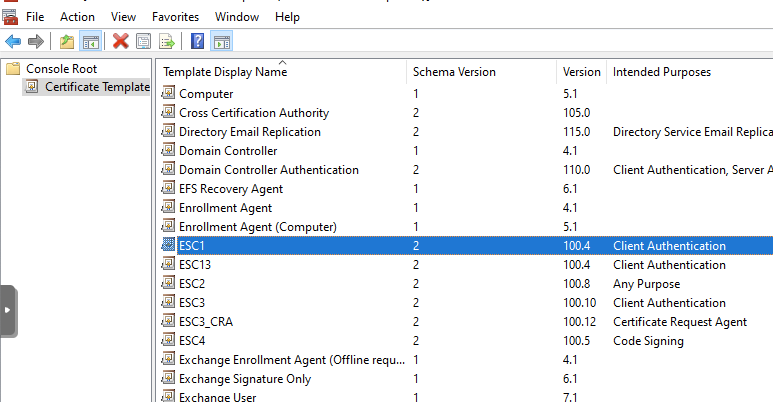 File Action View Favorites Window Help
Console Root
Certificate Template
Template Display Name Schema Version Version Intended Purposes
Computer 1 5.1
Cross Certification Authority 2 105.0
Directory Email Replication 2 115.0 Directory Service Email Replica
Domain Controller 1 4.1
Domain Controller Authentication 2 110.0 Client Authentication, Server A
EFS Recovery Agent 1 6.1
Enrollment Agent 1 4.1
Enrollment Agent (Computer) 1 5.1
ESC1 2 100.4 Client Authentication
ESC13 2 100.4 Client Authentication
ESC2 2 100.8 Any Purpose
ESC3 2 100.10 Client Authentication
ESC3_CRA 2 100.12 Certificate Request Agent
ESC4 2 100.5 Code Signing
Exchange Enrollment Agent (Offline requ... 1 4.1
Exchange Signature Only 1 6.1
Exchange User 1 7.1